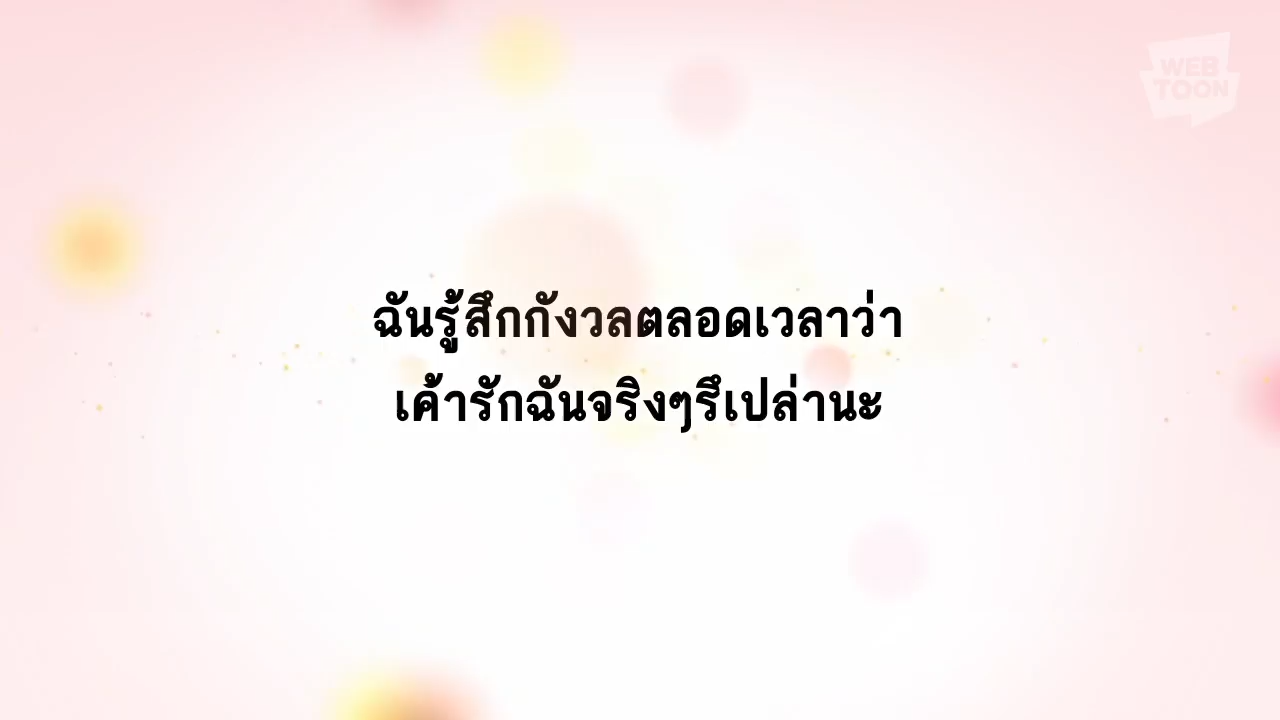 WEB
TOON
ฉันรู้สึกกังวลตลอดเวลาว่า
เค้ารักฉันจริงๆรึเปล่านะ